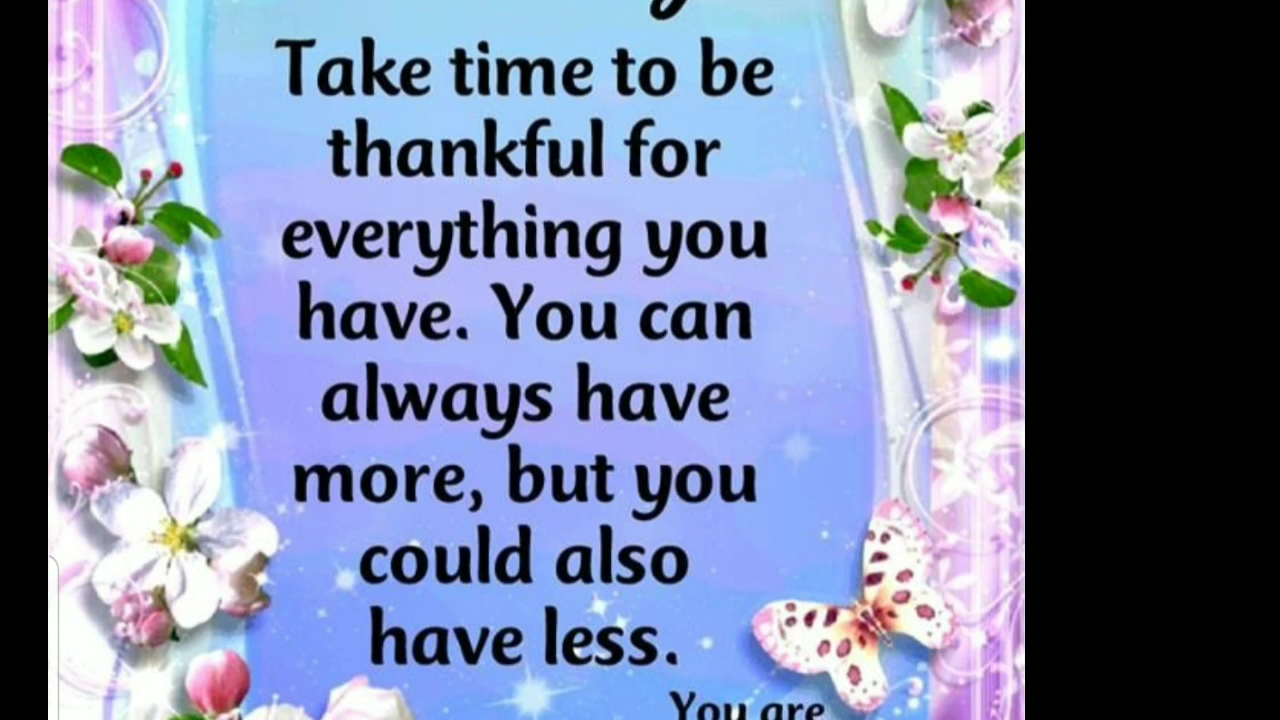 Take time to be
thankful for
everything you
have. You can
always have
more, but you
could also
have less.
You are